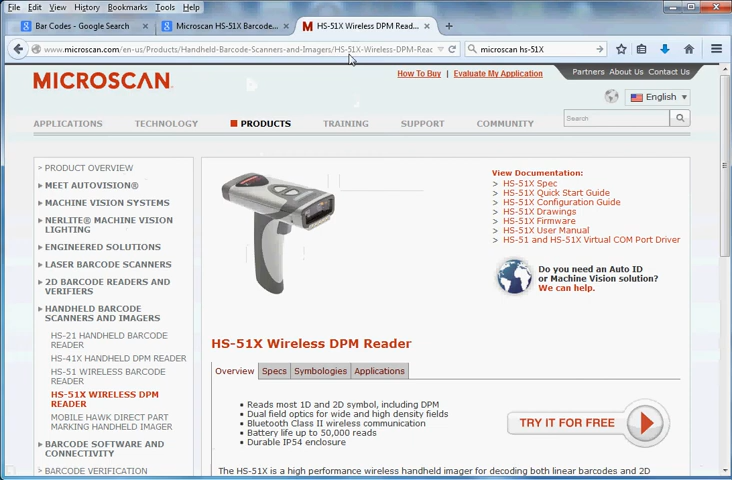 File Edit View History Bookmarks Tools Help
Bar Codes - Google Search
Microscan HS-51X Barcode...
HS-51X Wireless DPM Read...
www.microscan.com/en-us/Products/Handheld-Barcode-Scanners-and-Imagers/HS-51X-Wireless-DPM-Reac
microscan hs-51X
MICROSCAN
How To Buy | Evaluate My Application
Partners About Us Contact Us
English
Search
APPLICATIONS TECHNOLOGY PRODUCTS TRAINING SUPPORT COMMUNITY
> PRODUCT OVERVIEW
MEET AUTOVISION®
MACHINE VISION SYSTEMS
NERLITE® MACHINE VISION
LIGHTING
ENGINEERED SOLUTIONS
LASER BARCODE SCANNERS
2D BARCODE READERS AND
VERIFIERS
HANDHELD BARCODE
SCANNERS AND IMAGERS
HS-21 HANDHELD BARCODE
READER
HS-41X HANDHELD DPM READER
HS-51 WIRELESS BARCODE
READER
HS-51X WIRELESS DPM
READER
MOBILE HAWK DIRECT PART
MARKING HANDHELD IMAGER
BARCODE SOFTWARE AND
CONNECTIVITY
BARCODE VERIFICATION
View Documentation:
> HS-51X Spec
> HS-51X Quick Start Guide
> HS-51X Configuration Guide
> HS-51X Drawings
> HS-51X Firmware
> HS-51X User Manual
> HS-51 and HS-51X Virtual COM Port Driver
Do you need an Auto ID
or Machine Vision solution?
We can help.
HS-51X Wireless DPM Reader
Overview Specs Symbologies Applications
• Reads most 1D and 2D symbol, including DPM
• Dual field optics for wide and high density fields
• Bluetooth Class II wireless communication
• Battery life up to 50,000 reads
• Durable IP54 enclosure
TRY IT FOR FREE
The HS-51X is a high performance wireless handheld imager for decoding both linear barcodes and 2D